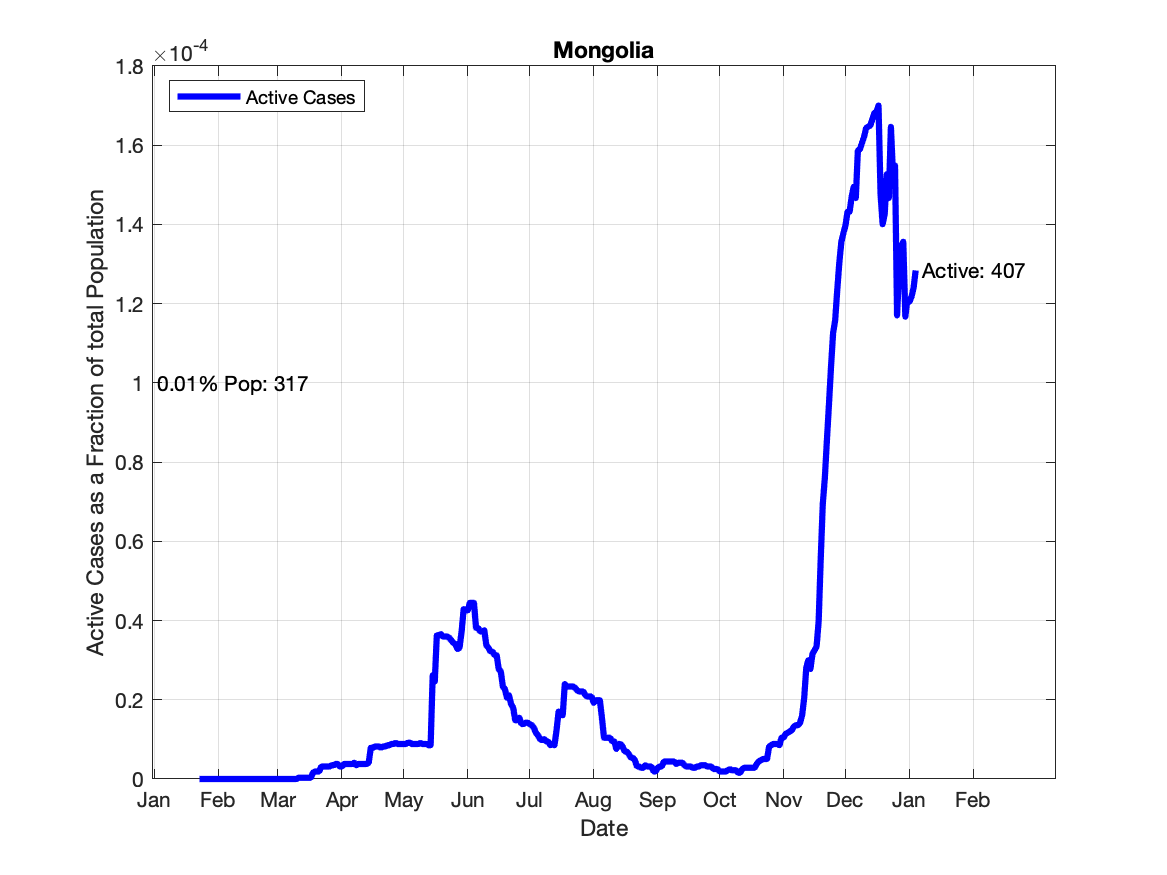 Mongolia
×10-4
Active Cases
1.8
1.6
1.4
1.2
1
0.8
0.6
0.4
0.2
0
Active Cases as a Fraction of total Population
0.01% Pop: 317
Active: 407
Jan Feb Mar Apr May Jun Jul Aug Sep Oct Nov Dec Jan Feb
Date